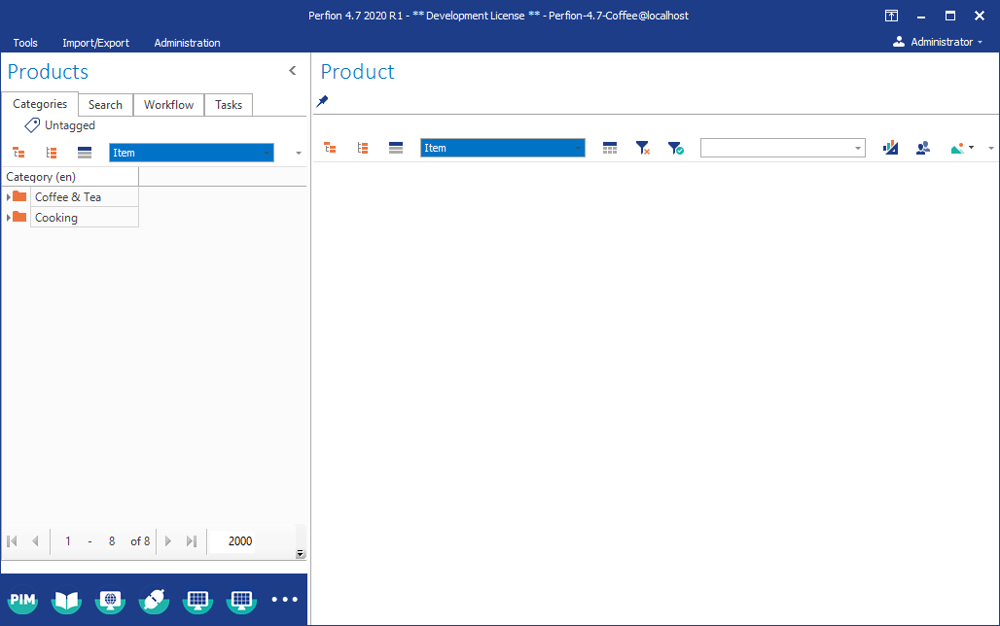 Perfion 4.7 2020 R1 - ** Development License ** - Perfion-4.7-Coffee@localhost
Tools Import/Export Administration Administrator
Products
Product
Categories Search Workflow Tasks
Untagged
Item
Item
Category (en)
Coffee & Tea
Cooking
1 - 8 of 8 2000
PIM